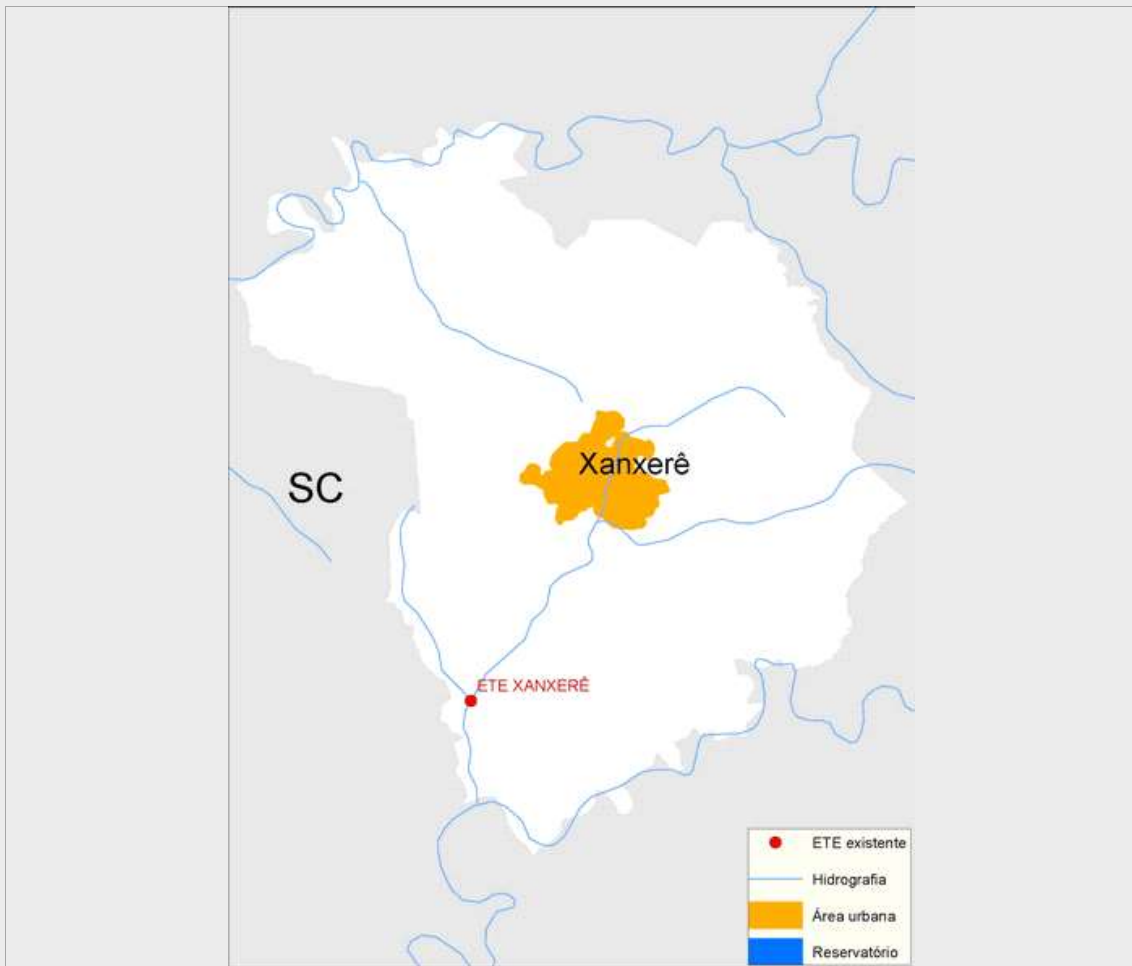 Xanxerê
SC
ETE XANXERÊ
ETE existente
Hidrografia
Área urbana
Reservatório